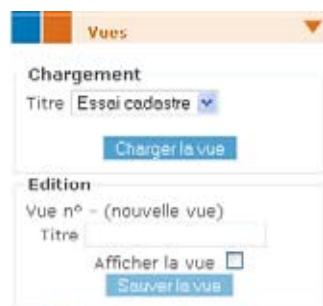 Vues
Chargement
Titre Essai cadastre
Charger la vue
Edition
Vue nº - (nouvelle vue)
Titre
Afficher la vue
Sauver la vue